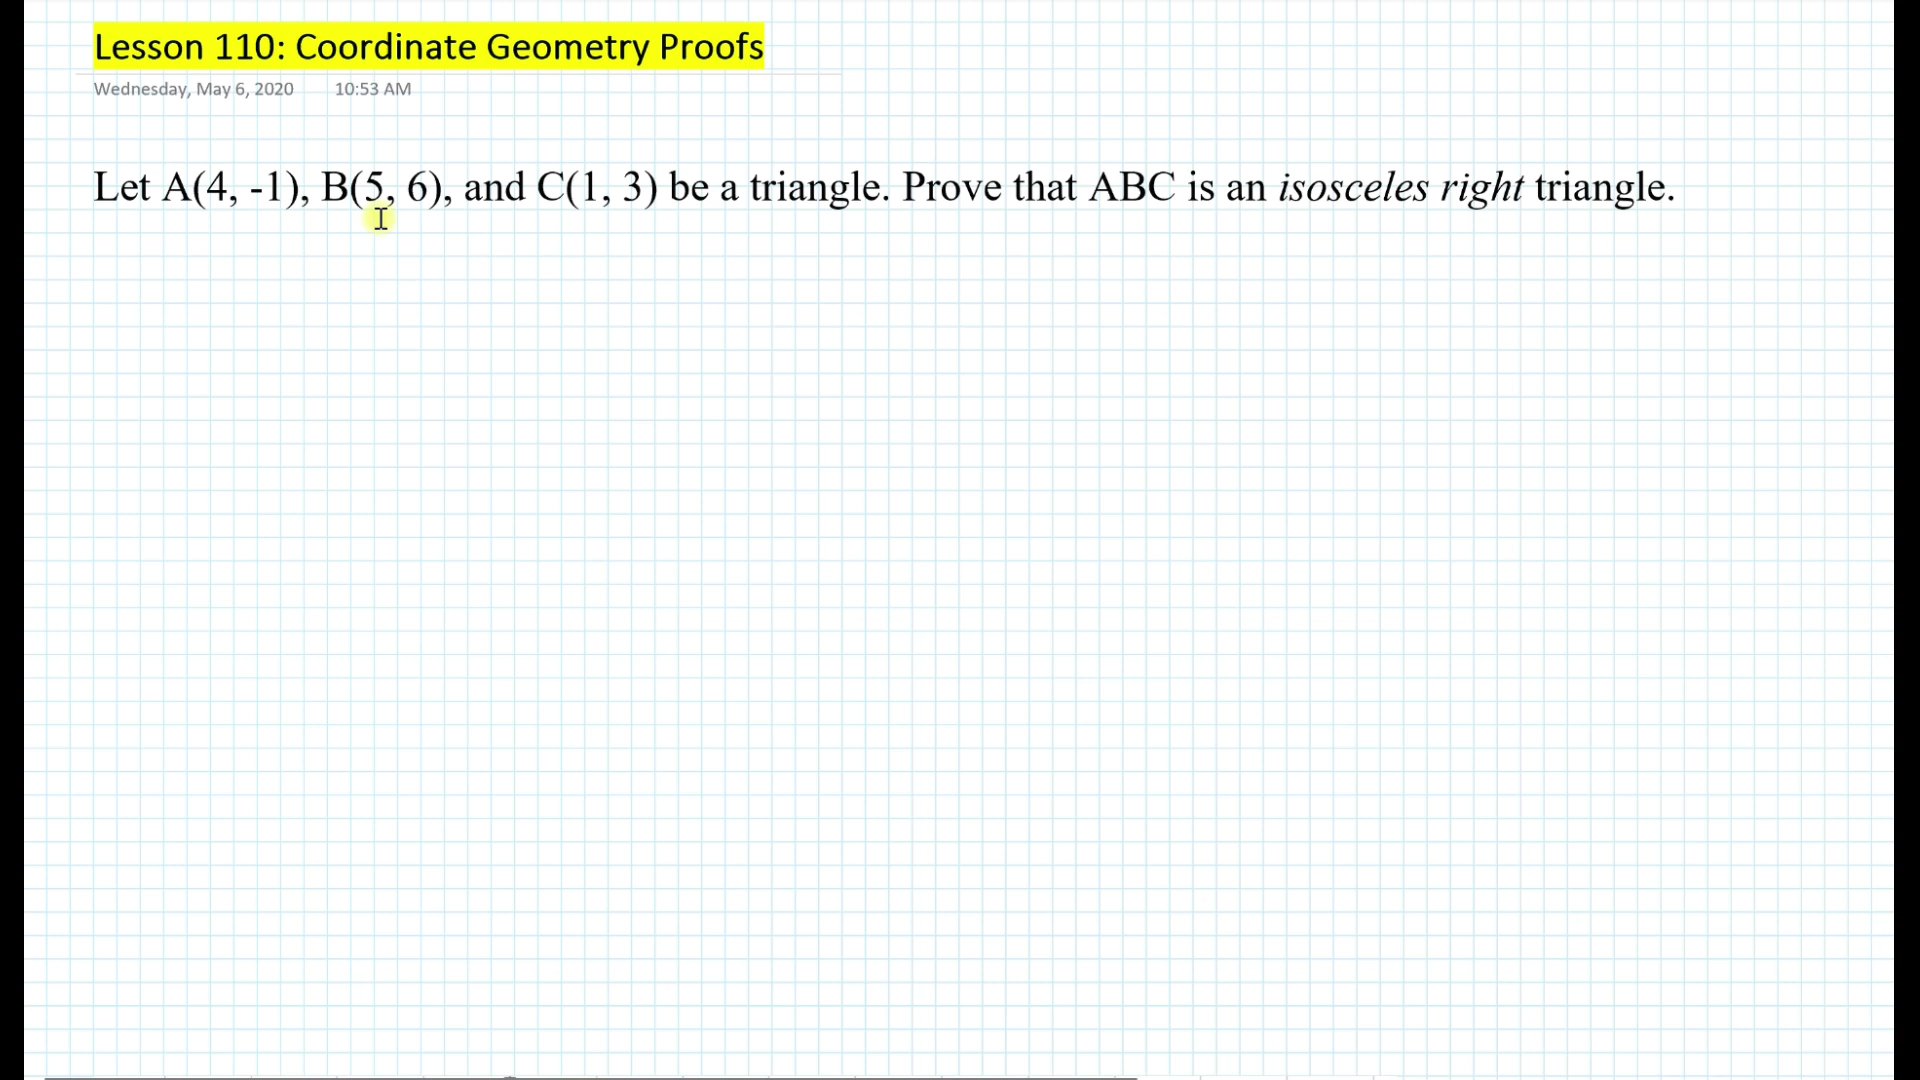 Lesson 110: Coordinate Geometry Proofs
Wednesday, May 6, 2020 10:53 AM
Let A(4, -1), B(5, 6), and C(1, 3) be a triangle. Prove that ABC is an isosceles right triangle.